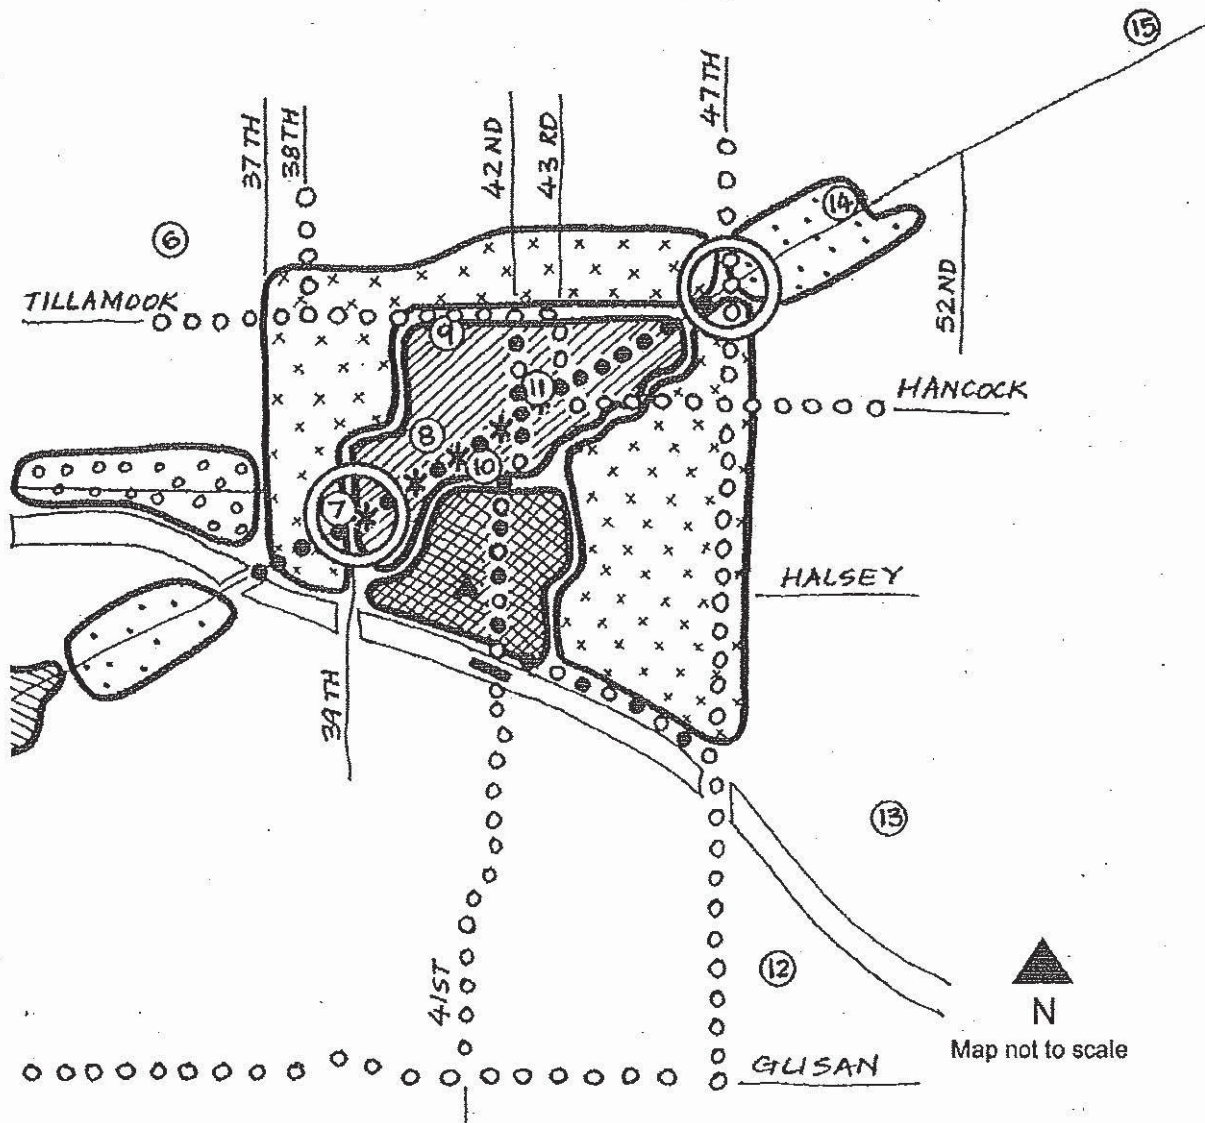 15
37TH
38TH
42ND
43RD
47TH
6
14
TILLAMOOK
52ND
9
11
HANCOCK
8
10
7
HALSEY
39TH
13
41ST
12
N
Map not to scale
GLISAN